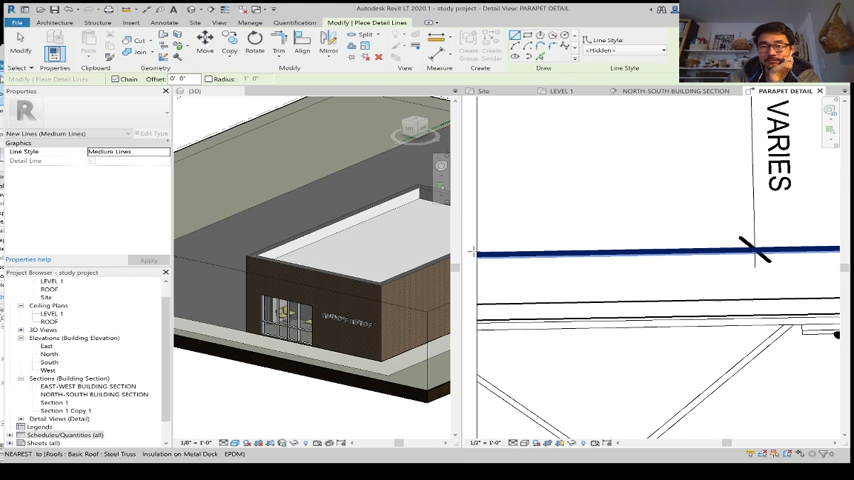 Autodesk Revit LT 2020.1 - study project - Detail View: PARAPET DETAIL
File Architecture Structure Insert Annotate Site View Manage Quantification Modify | Place Detail Lines
Modify
Properties
Cut
Join
Move Copy Rotate Trim Align Mirror
Split
Measure
Create Similar
Create Group
Line Style:
<Hidden>
Select Properties Clipboard Geometry Modify View Measure Create Draw Line Style
Modify | Place Detail Lines Chain Offset: 0' 0" Radius: 1' 0"
Properties
(3D)
Site
LEVEL 1
NORTH-SOUTH BUILDING SECTION
PARAPET DETAIL
New Lines (Medium Lines) Edit Type
Graphics
Line Style Medium Lines
Detail Line
VARIES
Properties help Apply
Project Browser - study project
LEVEL 1
ROOF
Site
Ceiling Plans
LEVEL 1
ROOF
3D Views
Elevations (Building Elevation)
East
North
South
West
Sections (Building Section)
EAST-WEST BUILDING SECTION
NORTH-SOUTH BUILDING SECTION
Section 1
Section 1 Copy 1
Detail Views (Detail)
Legends
Schedules/Quantities (all)
Sheets (all)
1/8" = 1'-0"
1/2" = 1'-0"
NEAREST to (Roofs : Basic Roof : Steel Truss Insulation on Metal Deck EPDM)